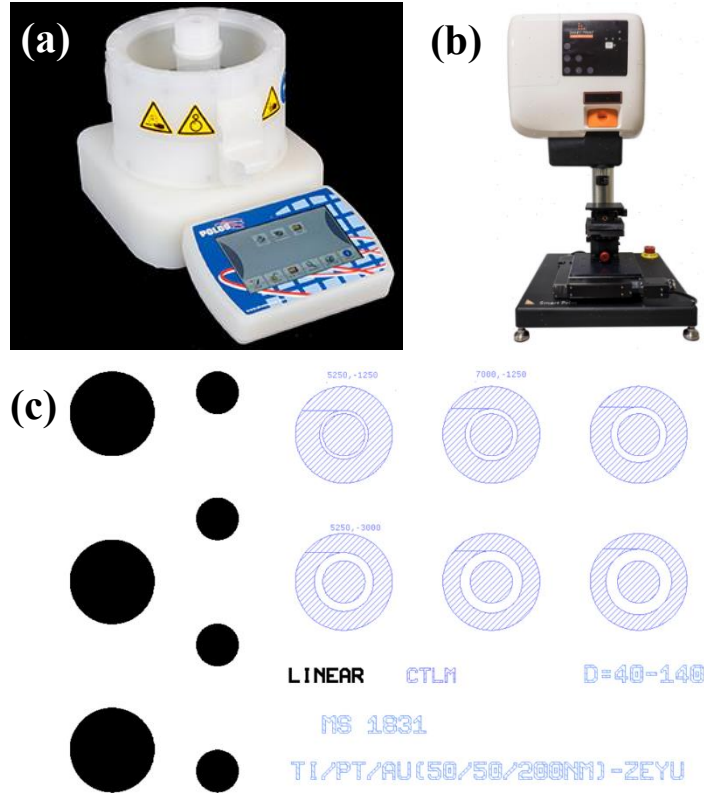 (a)
POLOS
(b)
(c)
5250,-1250
7000,-1250
5250,-3000
LINEAR
CTLM
D=40-140
MS 1831
TI/PT/AU(50/50/200NM)-ZEYU